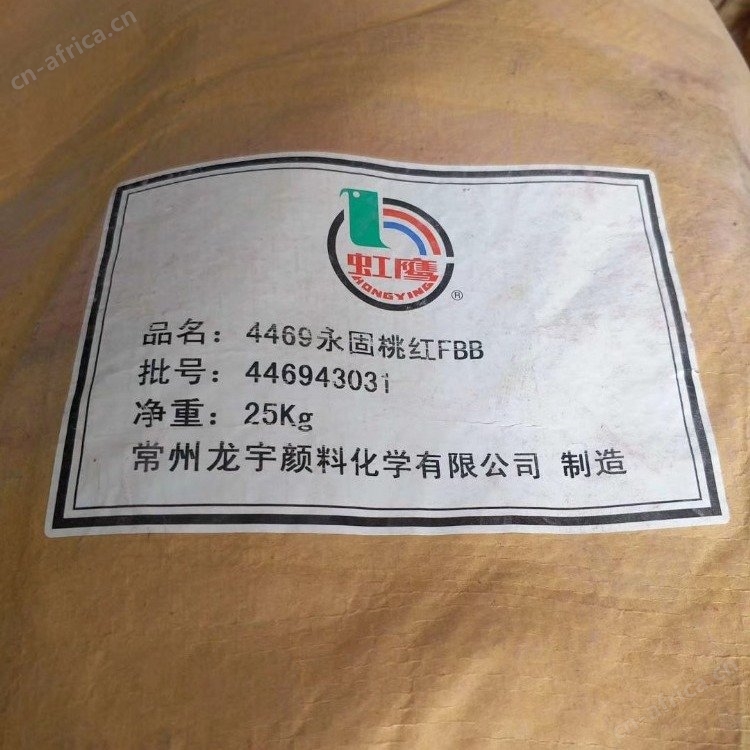 cn-africa.cn
虹鹰
HONGYING
®
品名：4469永固桃红FBB
批号：446943031
净重：25Kg
常州龙宇颜料化学有限公司 制造